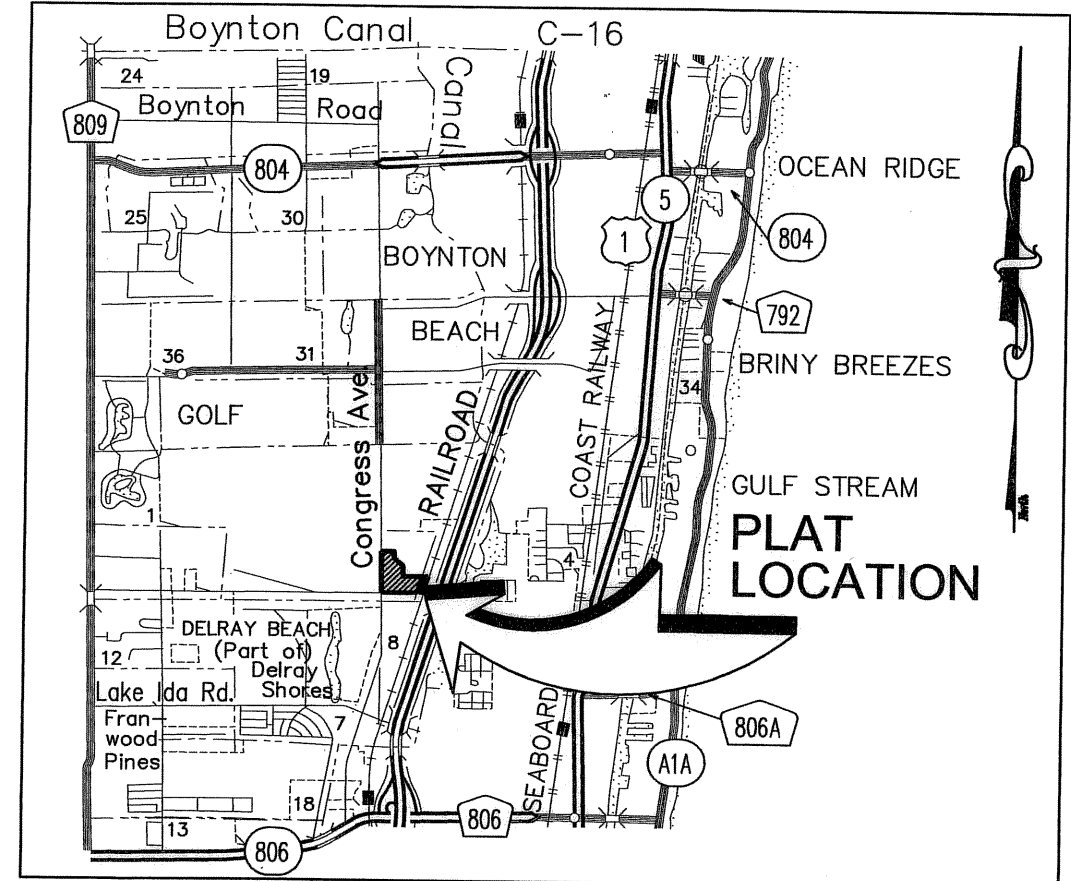 Boynton Canal
C-16
24
19
Boynton Road
Canal
809
804
OCEAN RIDGE
5
25
30
1
804
BOYNTON
BEACH
792
36
31
BRINY BREEZES
34
GOLF
Congress Ave.
RAILROAD
COAST RAILWAY
GULF STREAM
PLAT
LOCATION
1
4
DELRAY BEACH
(Part of)
Delray
Shores
8
12
Lake Ida Rd.
Fran-
wood
Pines
7
SEABOARD
806A
A1A
18
13
806
806